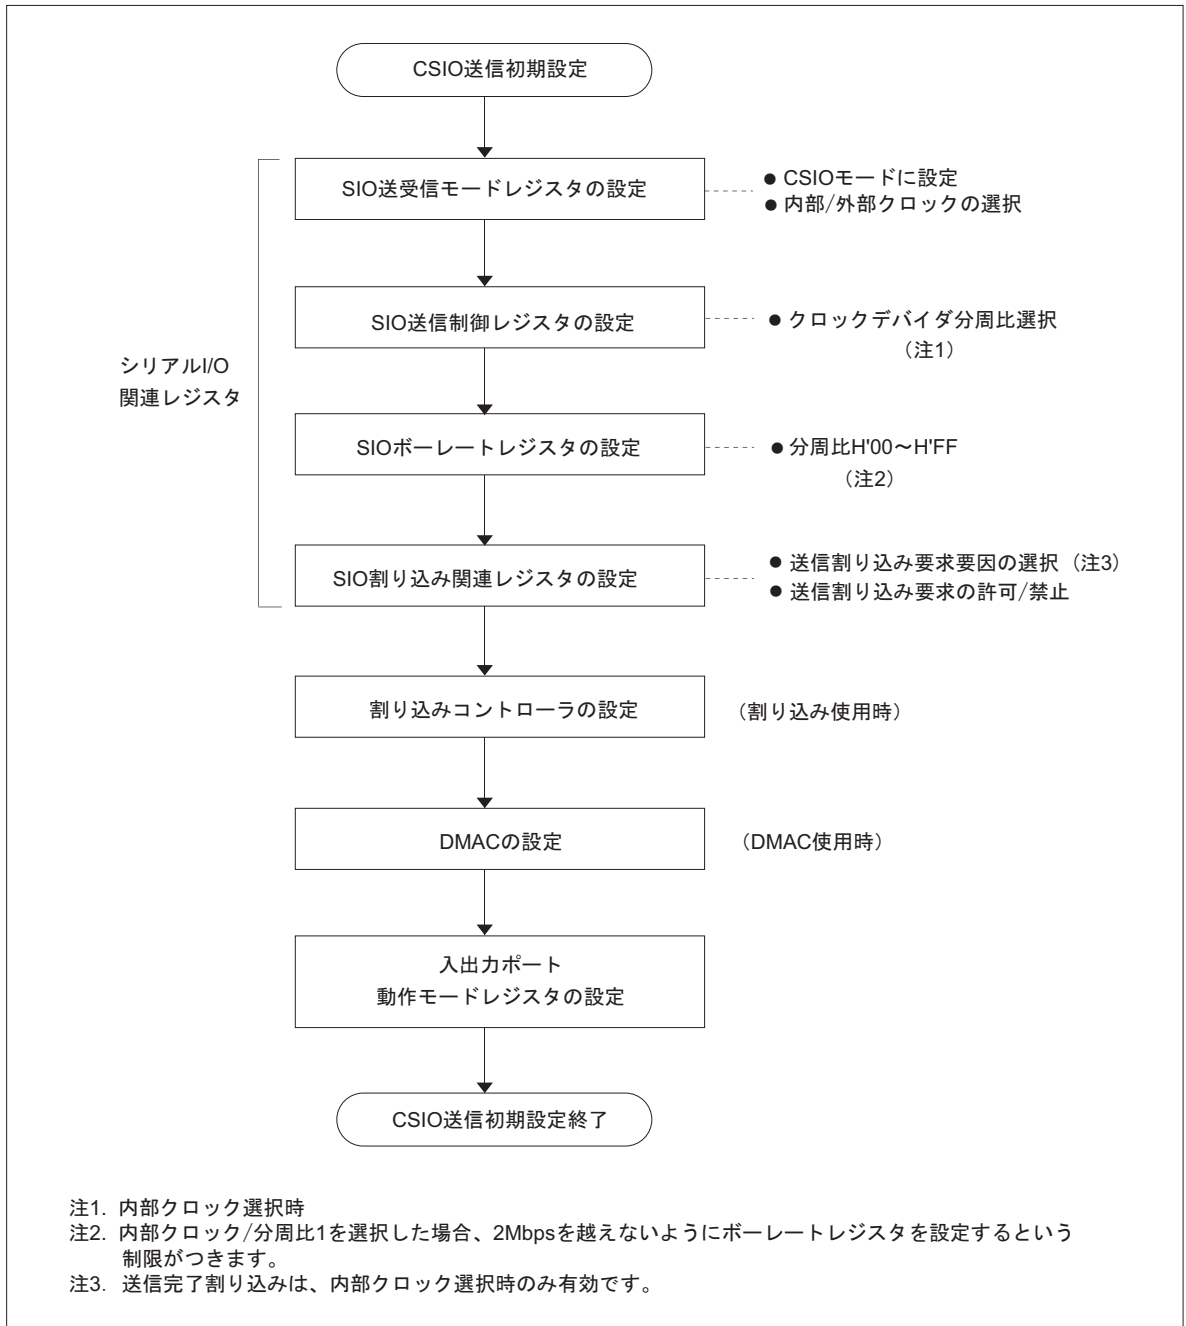 CSIO送信初期設定
SIO送受信モードレジスタの設定
● CSIOモードに設定
● 内部/外部クロックの選択
SIO送信制御レジスタの設定
● クロックデバイダ分周比選択
（注1）
シリアルI/O
関連レジスタ
SIOボーレートレジスタの設定
● 分周比H'00～H'FF
（注2）
SIO割り込み関連レジスタの設定
● 送信割り込み要求要因の選択（注3）
● 送信割り込み要求の許可/禁止
割り込みコントローラの設定
（割り込み使用時）
DMACの設定
（DMAC使用時）
入出力ポート
動作モードレジスタの設定
CSIO送信初期設定終了
注1. 内部クロック選択時
注2. 内部クロック/分周比1を選択した場合、2Mbpsを越えないようにボーレートレジスタを設定するという
制限がつきます。
注3. 送信完了割り込みは、内部クロック選択時のみ有効です。